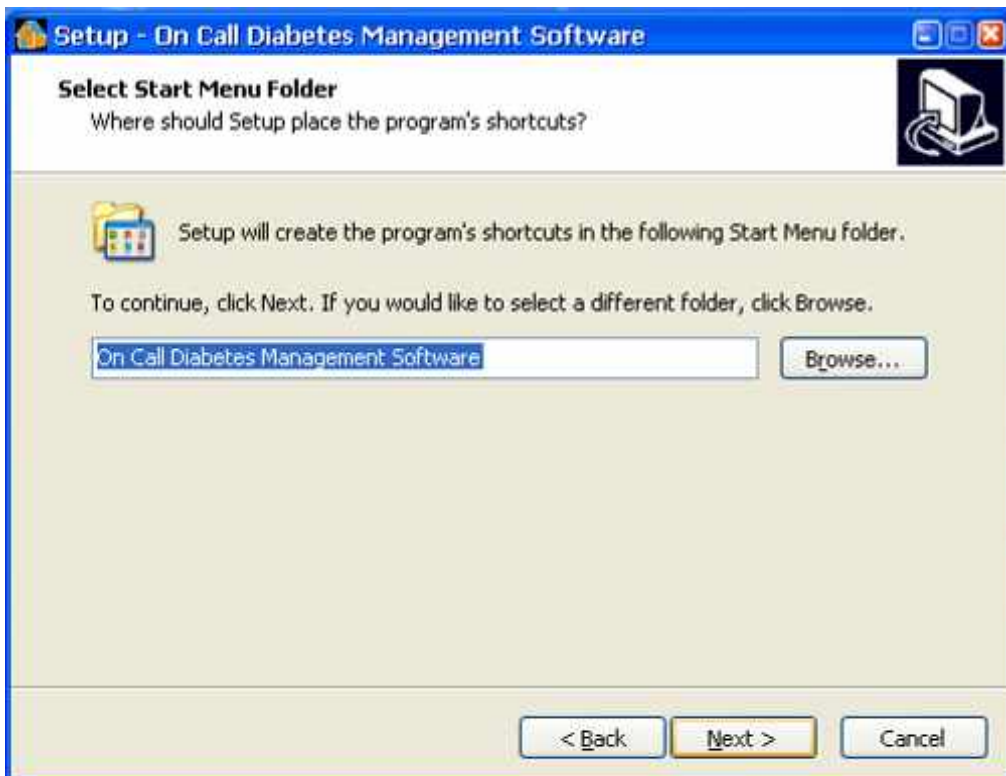 Setup - On Call Diabetes Management Software
Select Start Menu Folder
Where should Setup place the program's shortcuts?
Setup will create the program's shortcuts in the following Start Menu folder.
To continue, click Next. If you would like to select a different folder, click Browse.
On Call Diabetes Management Software
Browse...
< Back
Next >
Cancel